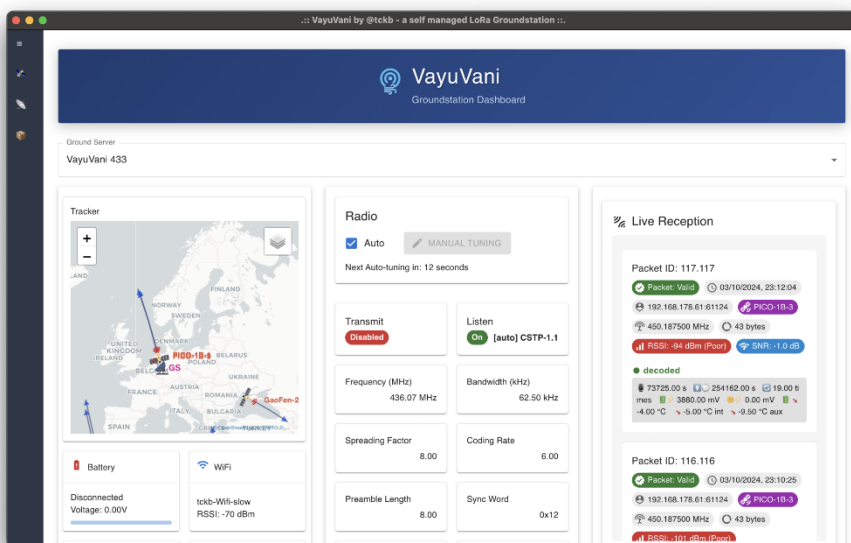 .:: VayuVani by @tckb - a self managed LoRa Groundstation ::.
VayuVani
Groundstation Dashboard
Ground Server
VayuVani 433
Tracker
+
−
LAND
FINLAND
NORWAY
SWEDEN
UNITED KINGDOM
DENMARK
IRELAND
PICO-1B-
BELARUS
POLAND
BELG
GS
UKRAINE
AUSTRIA
FRANCE
ROMANIA
GaoFen-2
ITALY
BULGARIA
SPAIN
Battery
Disconnected
Voltage: 0.00V
WiFi
tckb-Wifi-slow
RSSI: -70 dBm
Radio
Auto
MANUAL TUNING
Next Auto-tuning in: 12 seconds
Transmit
Disabled
Listen
On [auto] CSTP-1.1
Frequency (MHz)
436.07 MHz
Bandwidth (kHz)
62.50 kHz
Spreading Factor
8.00
Coding Rate
6.00
Preamble Length
8.00
Sync Word
0x12
Live Reception
Packet ID: 117.117
Packet: Valid 03/10/2024, 23:12:04
192.168.178.61:61124 PICO-1B-3
450.187500 MHz 43 bytes
RSSI: -94 dBm (Poor) SNR: -1.0 dB
decoded
73725.00 s 254162.00 s 19.00 ti
mes 3880.00 mV 0.00 mV
-4.00 °C -5.00 °C int -9.50 °C aux
Packet ID: 116.116
Packet: Valid 03/10/2024, 23:10:25
192.168.178.61:61124 PICO-1B-3
450.187500 MHz 43 bytes
RSSI: -101 dBm (Poor)